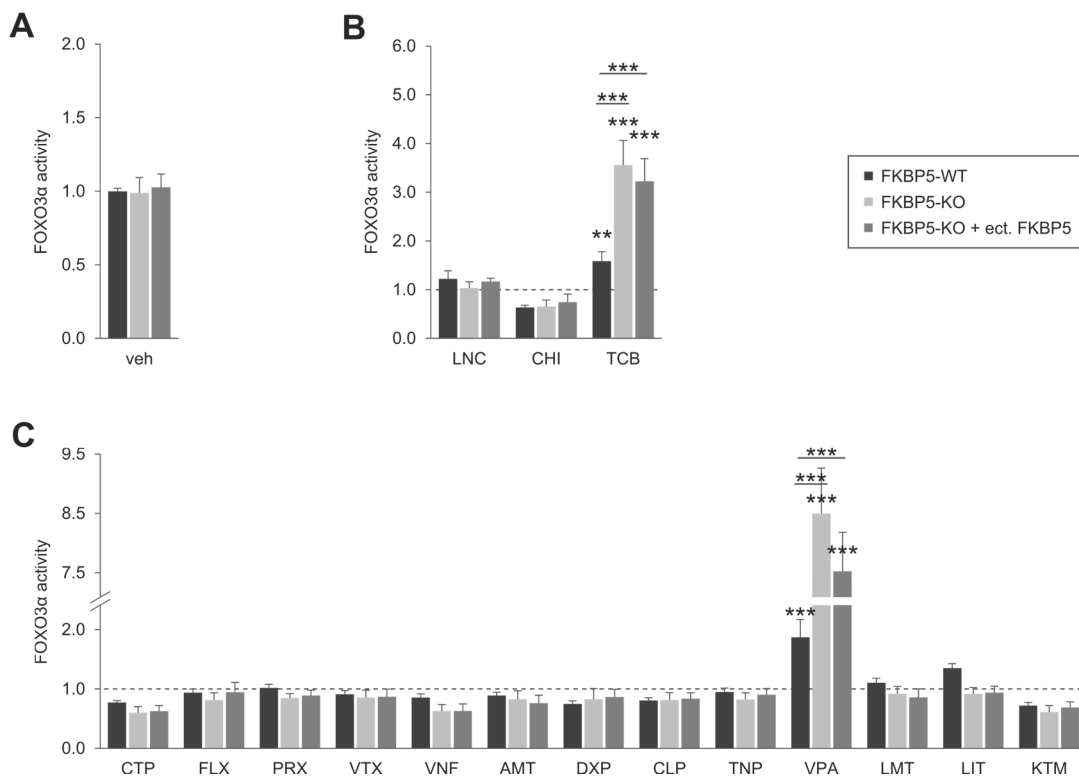 A
FOXO3α activity
2.0
1.5
1.0
0.5
0.0
veh
B
FOXO3α activity
6.0
5.0
4.0
3.0
2.0
1.0
0.0
***
***
***
***
**
LNC CHI TCB
FKBP5-WT
FKBP5-KO
FKBP5-KO + ect. FKBP5
C
FOXO3α activity
9.5
8.5
7.5
2.0
1.0
0.0
***
***
***
***
***
CTP FLX PRX VTX VNF AMT DXP CLP TNP VPA LMT LIT KTM